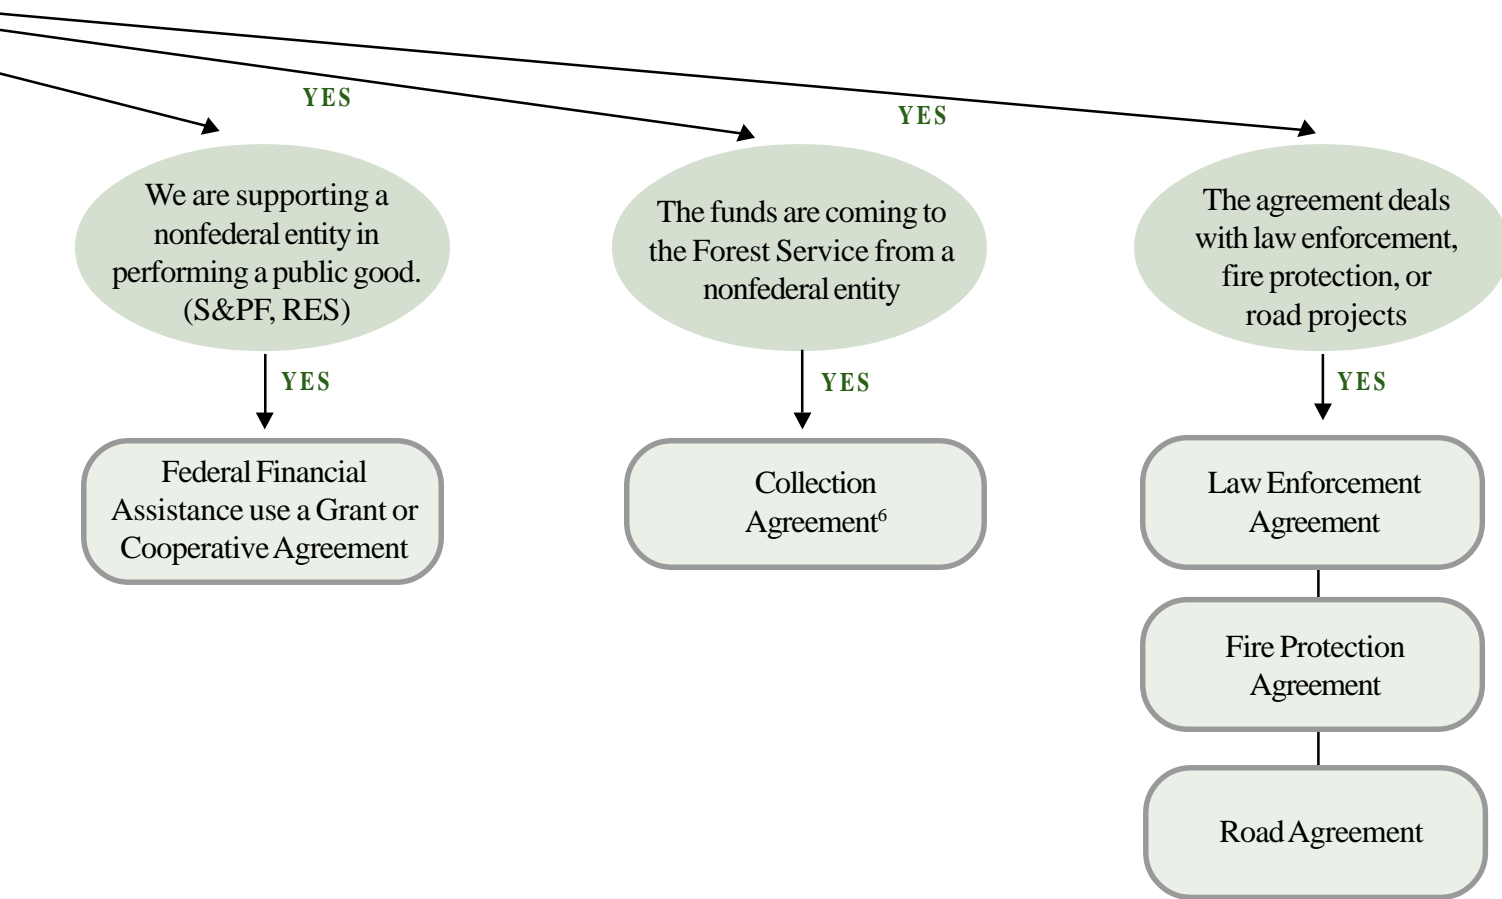 YES
YES
We are supporting a
nonfederal entity in
performing a public good.
(S&PF, RES)
The funds are coming to
the Forest Service from a
nonfederal entity
The agreement deals
with law enforcement,
fire protection, or
road projects
YES
YES
YES
Federal Financial
Assistance use a Grant or
Cooperative Agreement
Collection
Agreement⁶
Law Enforcement
Agreement
Fire Protection
Agreement
Road Agreement